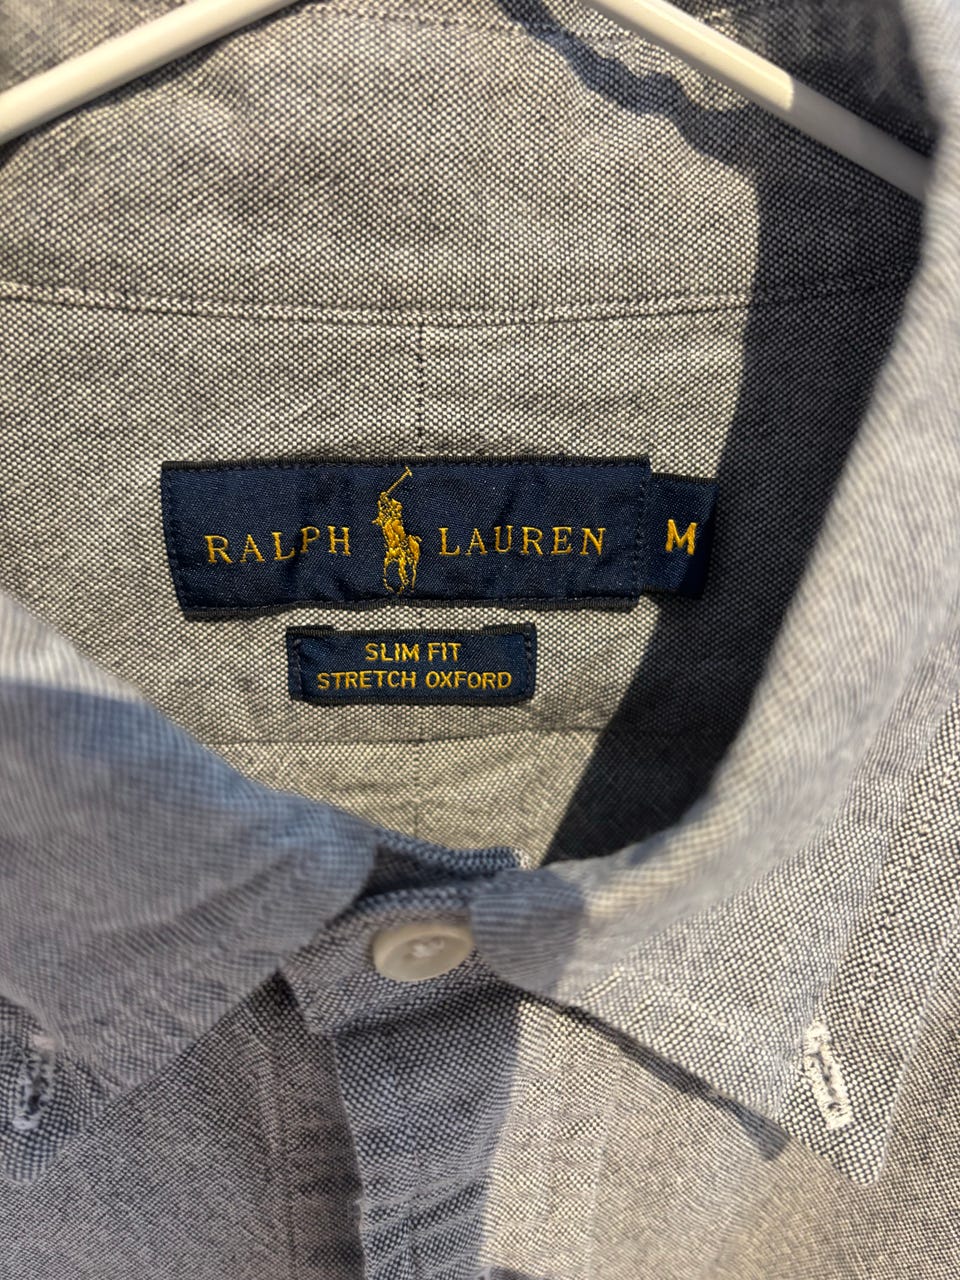 RALPH LAUREN M
SLIM FIT
STRETCH OXFORD